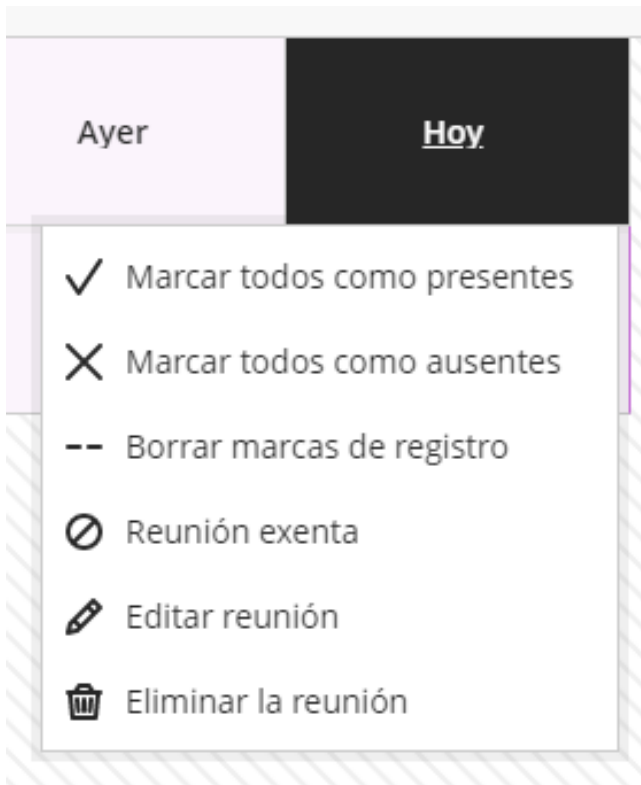 Ayer
Hoy
Marcar todos como presentes
Marcar todos como ausentes
-- Borrar marcas de registro
Reunión exenta
Editar reunión
Eliminar la reunión